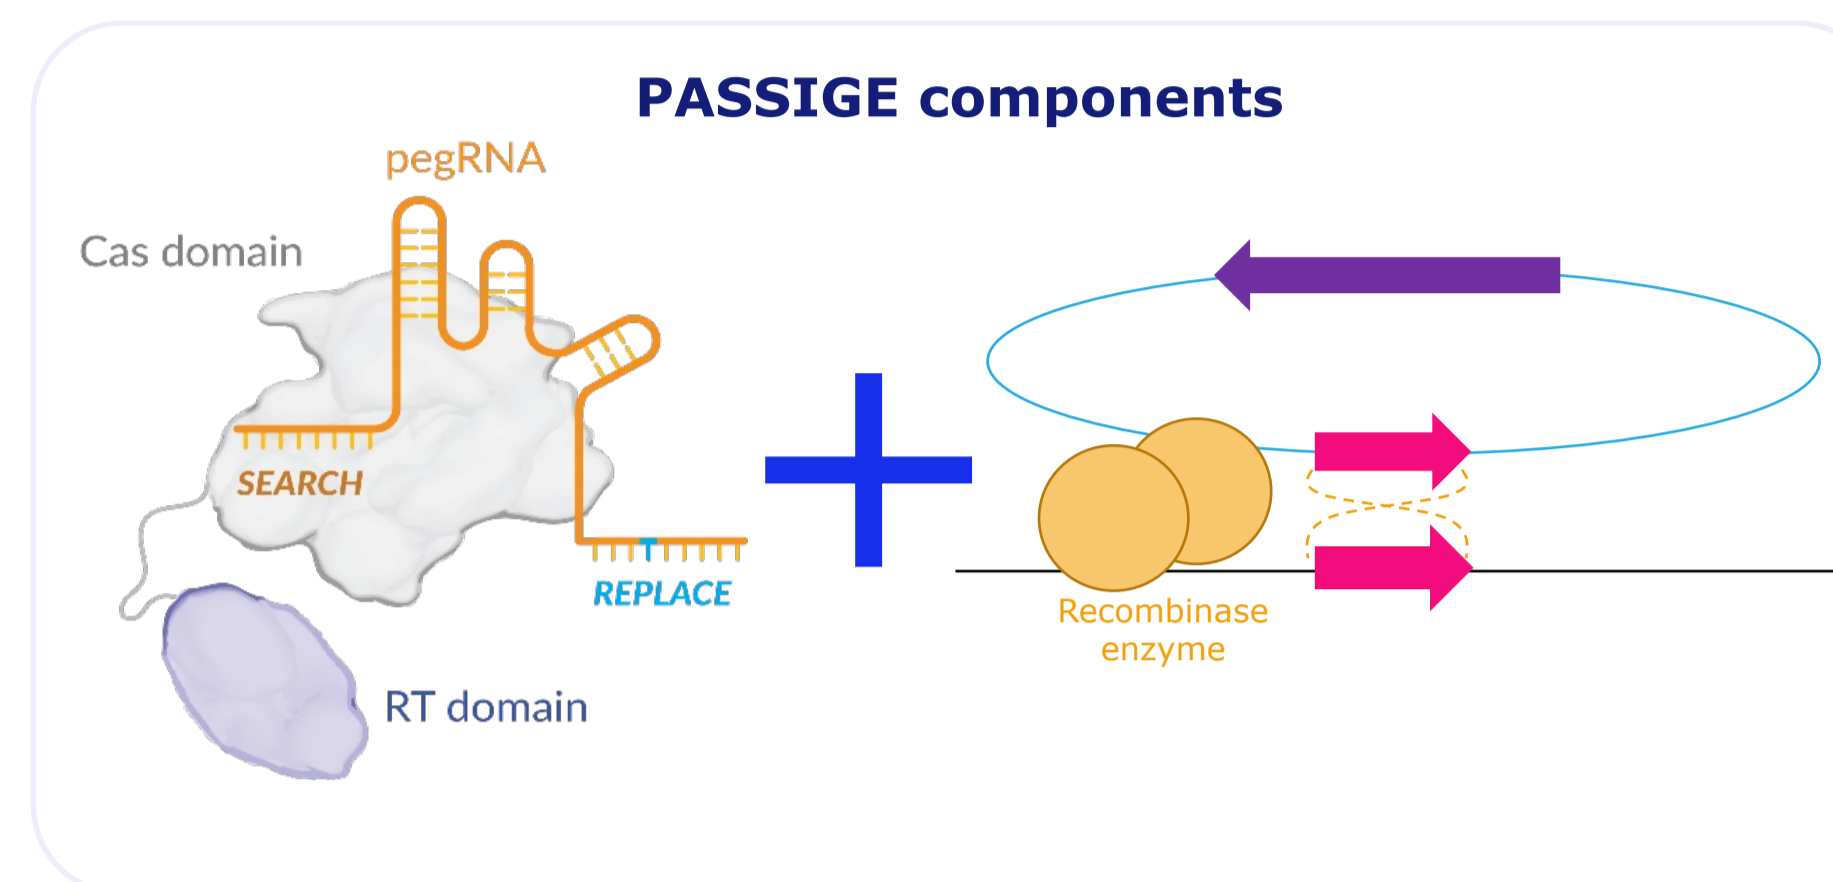 PASSIGE components
pegRNA
Cas domain
SEARCH
REPLACE
RT domain
Recombinase
enzyme